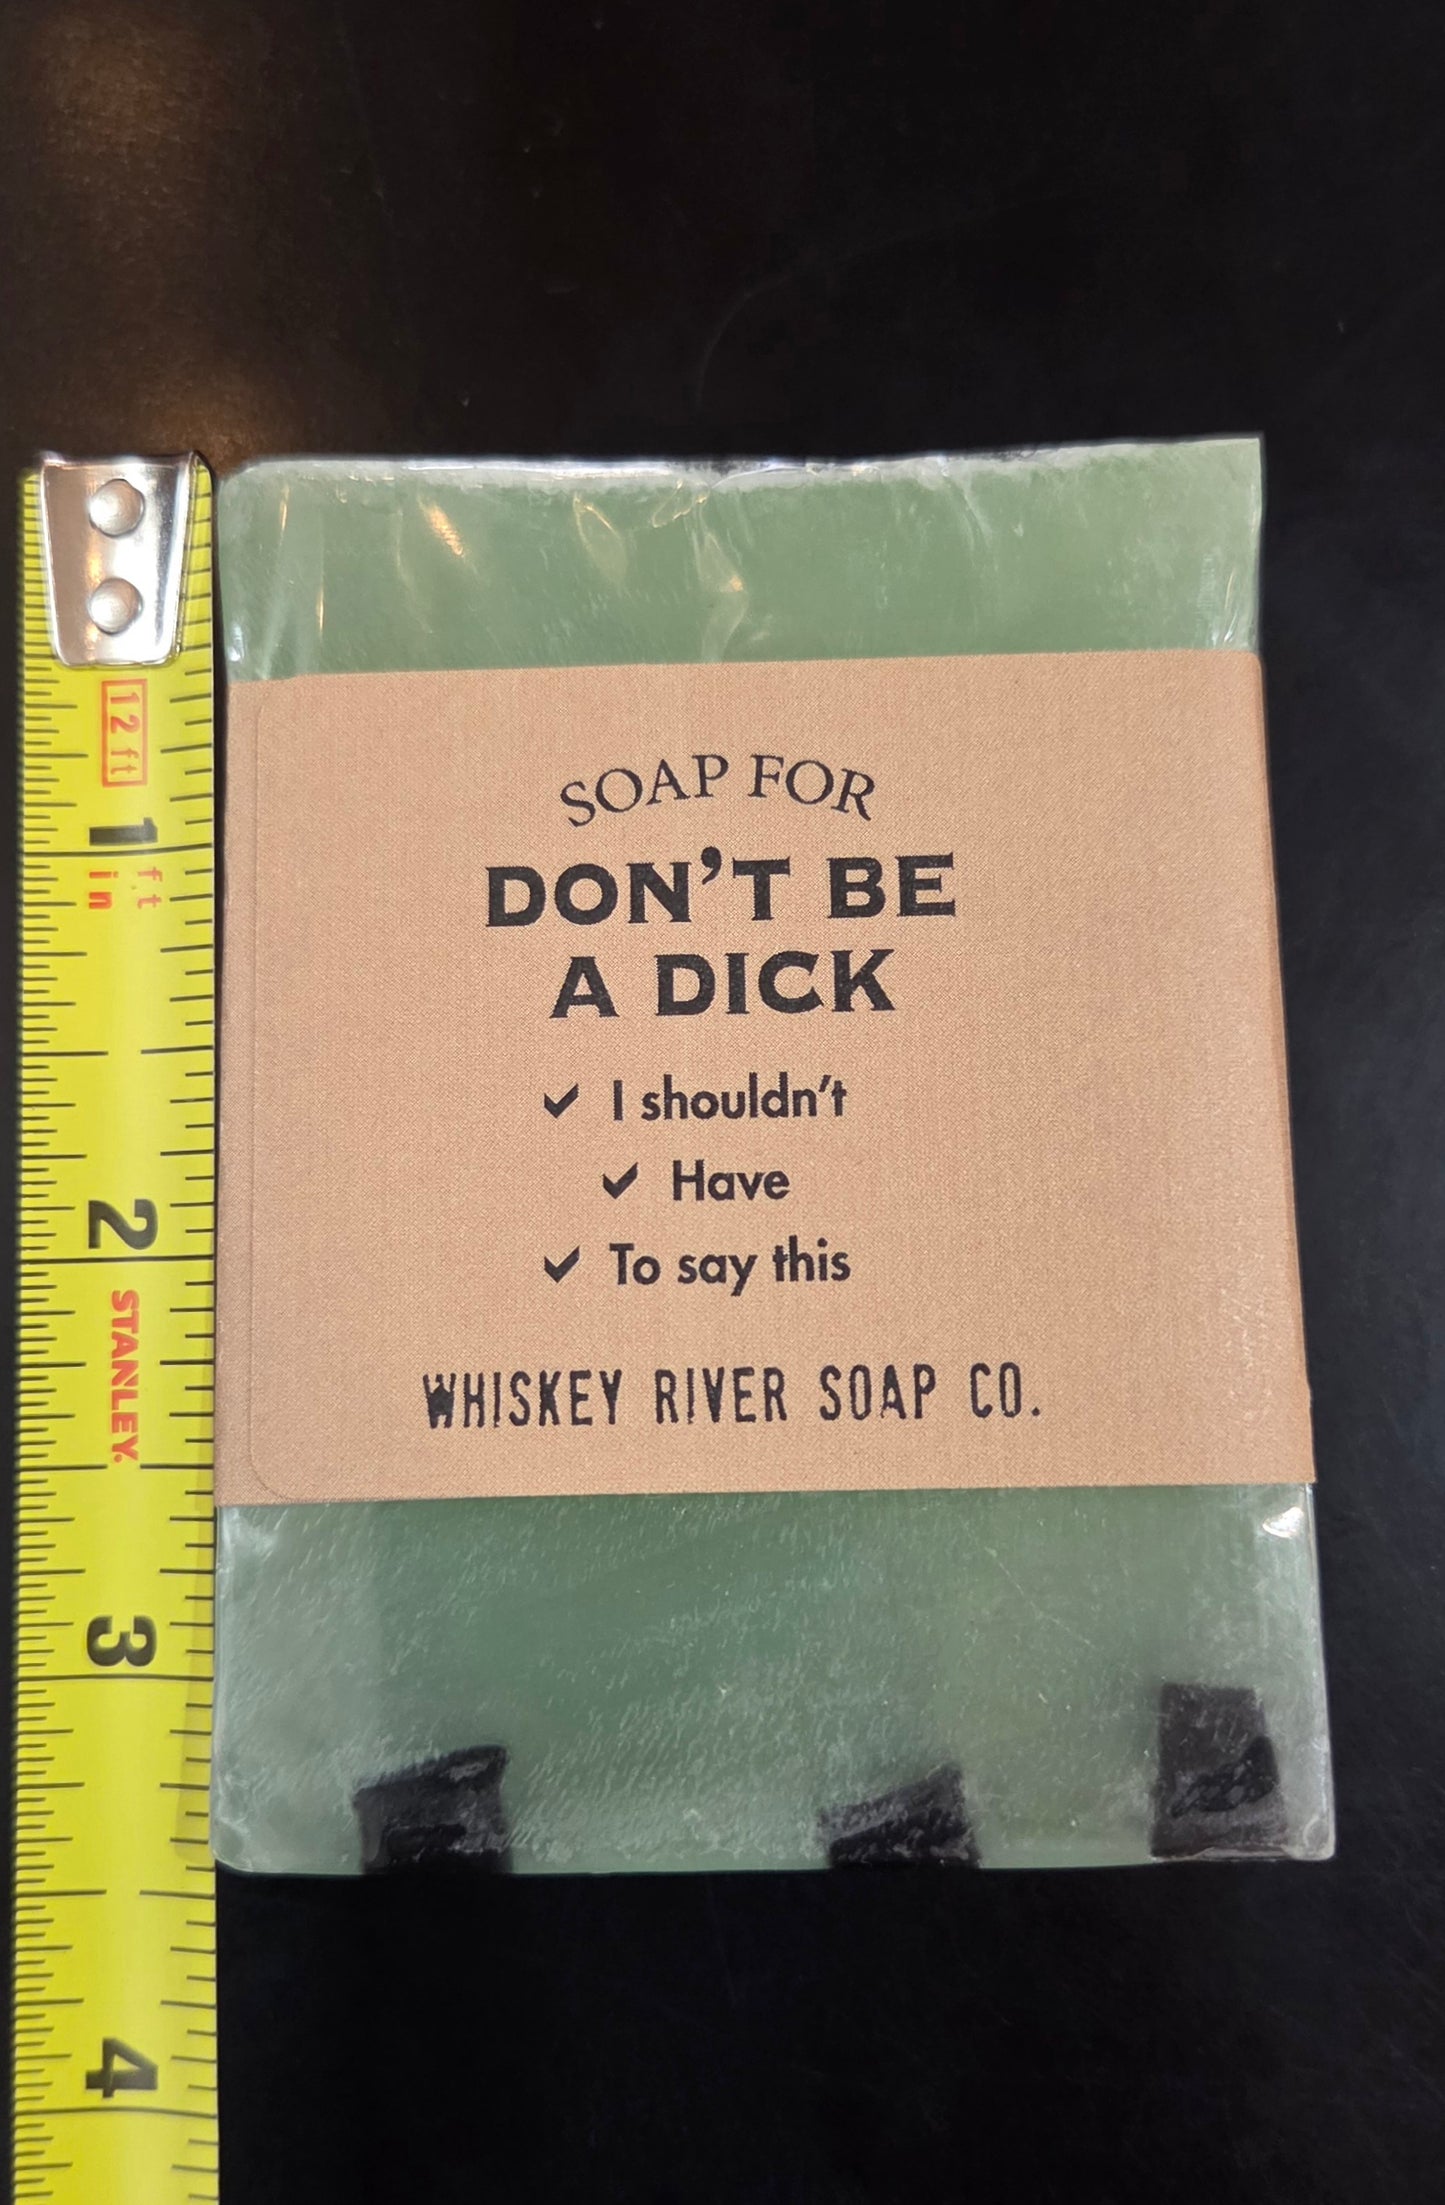 SOAP FOR
DON'T BE
A DICK
✓ I shouldn't
✓ Have
✓ To say this
WHISKEY RIVER SOAP CO.
12 ft
1 ft
in
2
STANLEY.
3
4